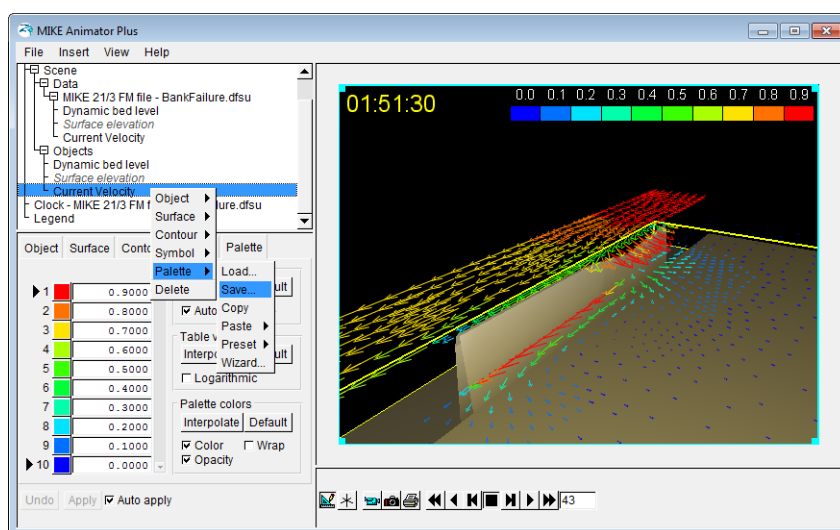 MIKE Animator Plus
File Insert View Help
Scene
Data
MIKE 21/3 FM file - BankFailure.dfsu
Dynamic bed level
Surface elevation
Current Velocity
Objects
Dynamic bed level
Surface elevation
Current Velocity
Clock - MIKE 21/3 FM f ure.dfsu
Legend
Object
Surface
Contour
Symbol
Palette
Delete
Load...
Save...
Copy
Paste
Preset
Wizard...
Object Surface Conto Palette
1 0.9000
2 0.8000
3 0.7000
4 0.6000
5 0.5000
6 0.4000
7 0.3000
8 0.2000
9 0.1000
10 0.0000
ult
Auto
Table v
Interpo ult
Logarithmic
Palette colors
Interpolate Default
Color Wrap
Opacity
Undo Apply Auto apply
01:51:30
0.0 0.1 0.2 0.3 0.4 0.5 0.6 0.7 0.8 0.9
43